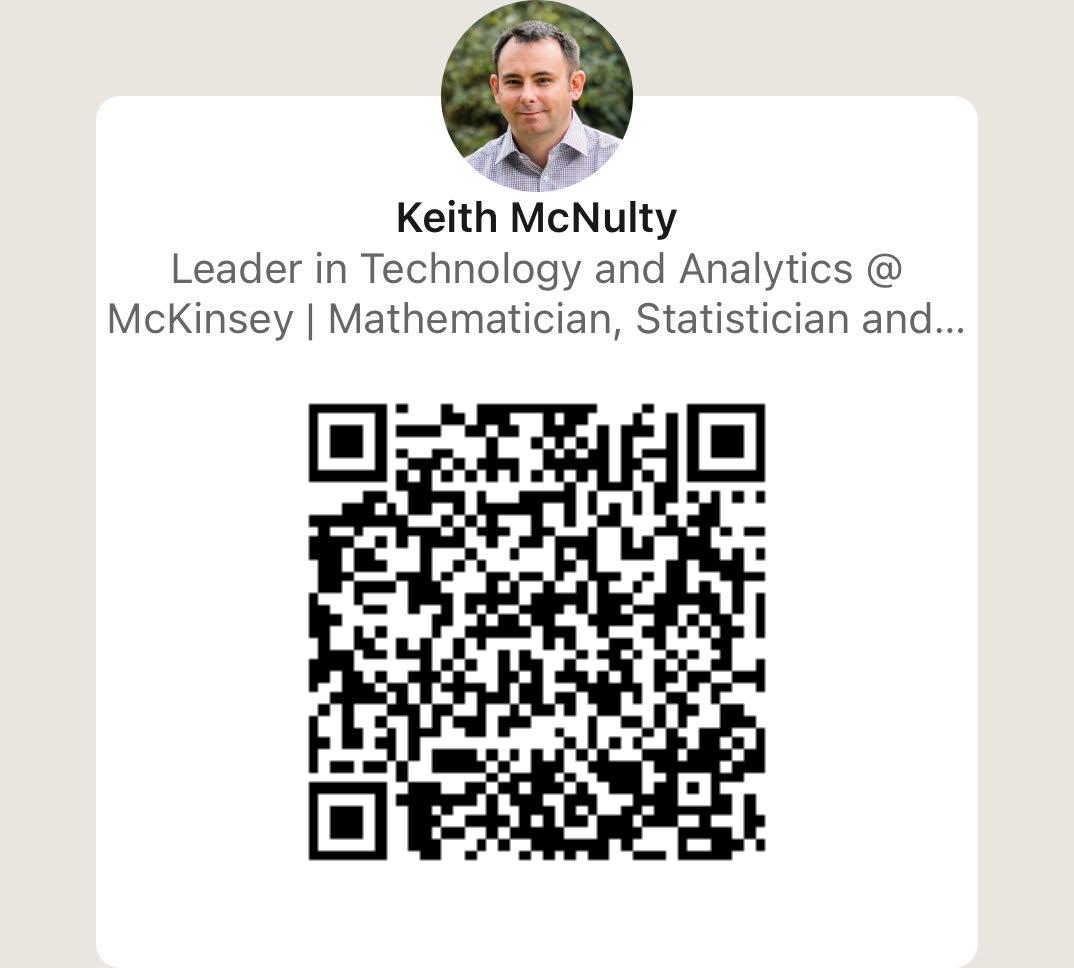 Keith McNulty
Leader in Technology and Analytics @
McKinsey | Mathematician, Statistician and...